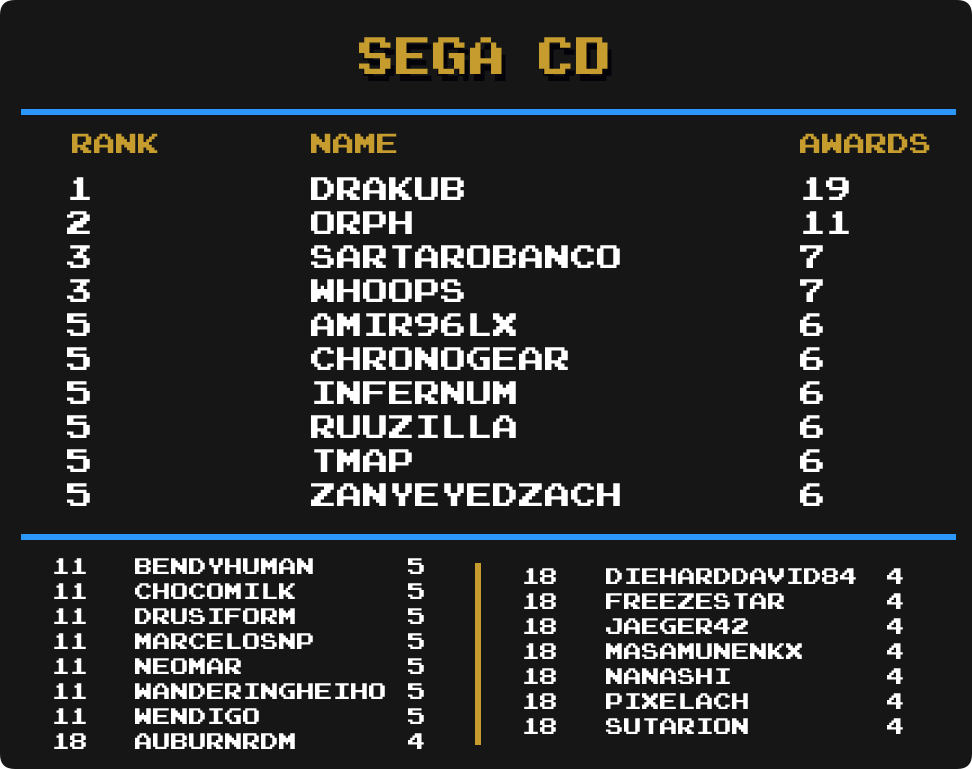 SEGA CD
RANK NAME AWARDS
1 DRAKUB 19
2 ORPH 11
3 SARTAROBANCO 7
3 WHOOPS 7
5 AMIR96LX 6
5 CHRONOGEAR 6
5 INFERNUM 6
5 RUUZILLA 6
5 TMAP 6
5 ZANYEYEDZACH 6
11 BENDYHUMAN 5
11 CHOCOMILK 5
11 DRUSIFORM 5
11 MARCELOSNP 5
11 NEOMAR 5
11 WANDERINGHEIHO 5
11 WENDIGO 5
18 AUBURNRDM 4
18 DIEHARDDAVID84 4
18 FREEZESTAR 4
18 JAEGER42 4
18 MASAMUNENKX 4
18 NANASHI 4
18 PIXELACH 4
18 SUTARION 4